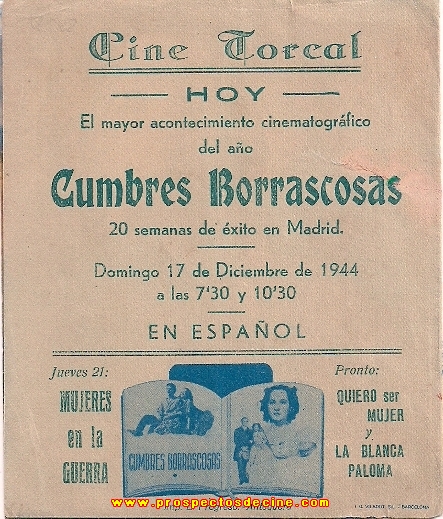 Cine Torcal
HOY
El mayor acontecimiento cinematográfico
del año
Cumbres Borrascosas
20 semanas de éxito en Madrid.
Domingo 17 de Diciembre de 1944
a las 7'30 y 10'30
EN ESPAÑOL
Jueves 21:
MUJERES
en la
GUERRA
CUMBRES BORRASCOSAS
Pronto:
QUIERO ser
MUJER
y
LA BLANCA
PALOMA
www.prospectosdecine.com
BARCELONA